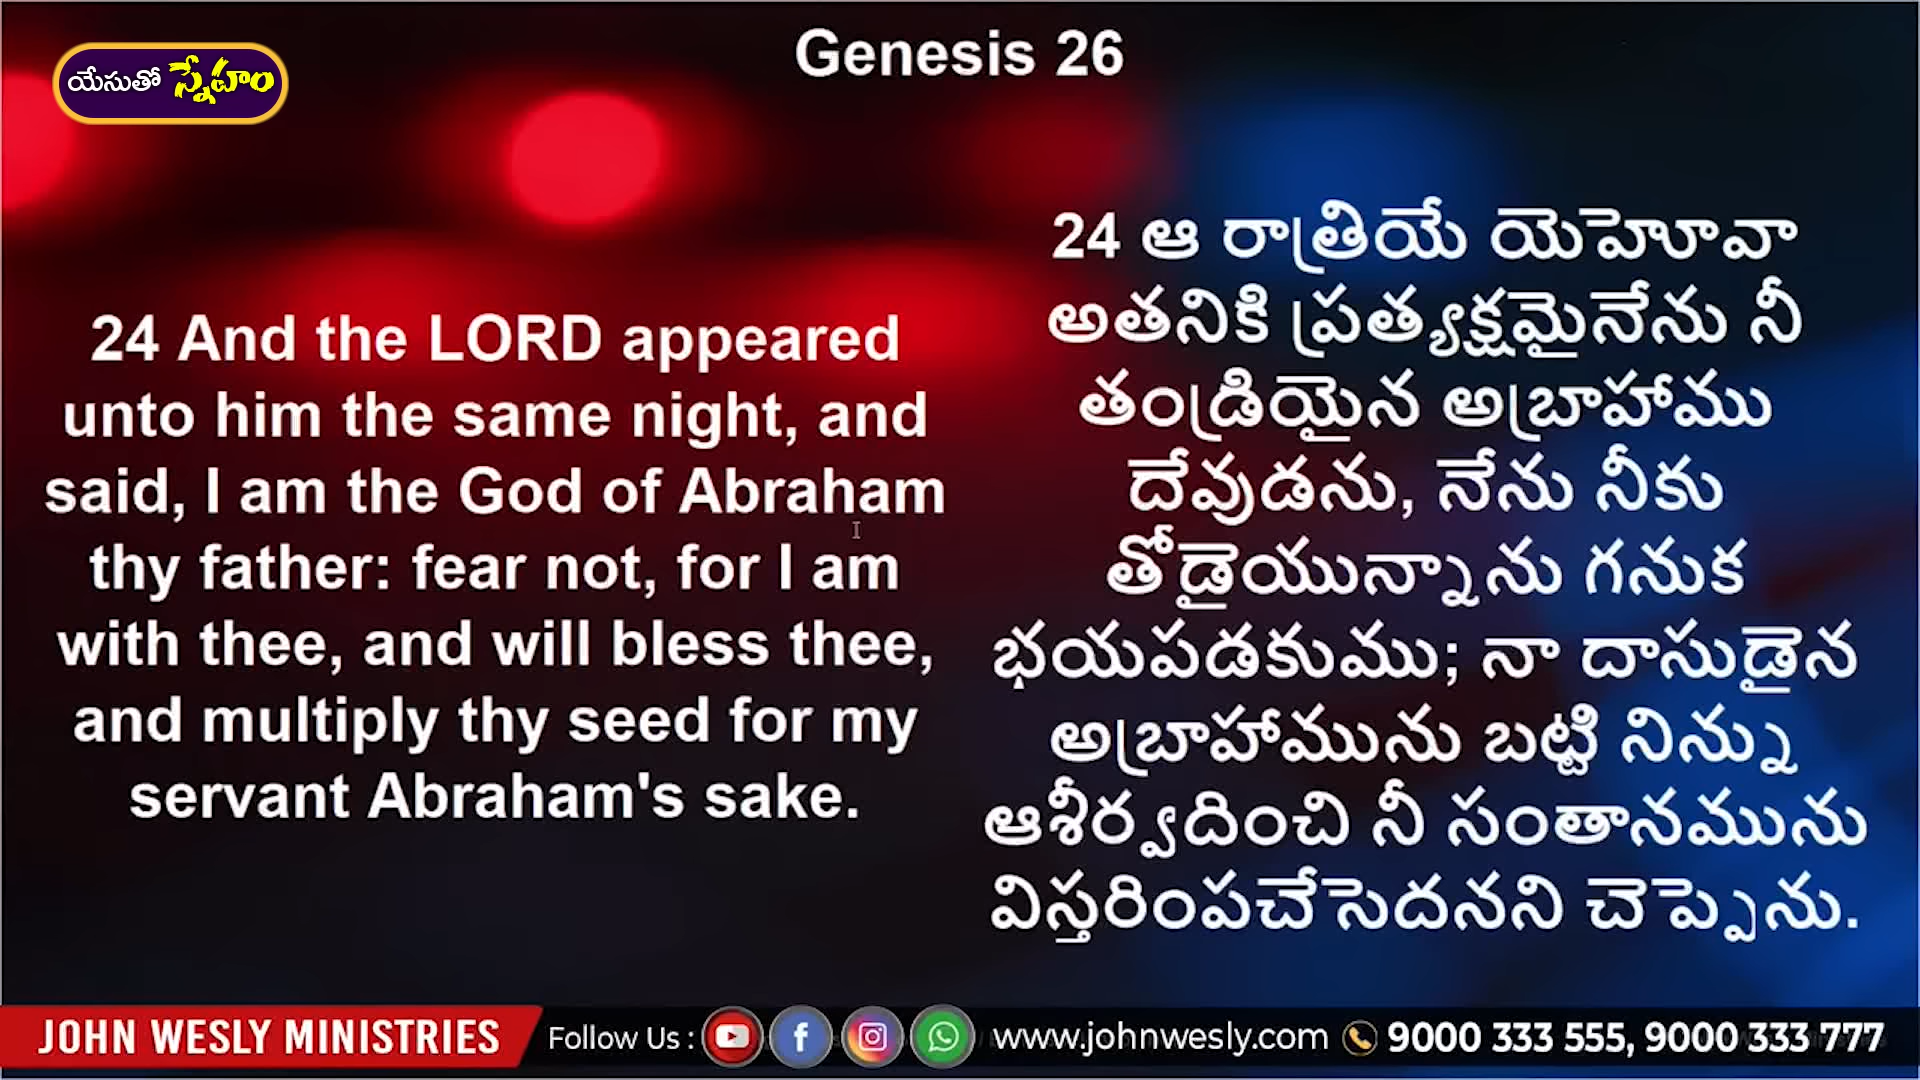 Genesis 26
యేసుతో స్నేహం
24 And the LORD appeared
unto him the same night, and
said, I am the God of Abraham
thy father: fear not, for I am
with thee, and will bless thee,
and multiply thy seed for my
servant Abraham's sake.
24 ఆ రాత్రియే యెహోవా
అతనికి ప్రత్యక్షమైనేను నీ
తండ్రియైన అబ్రాహాము
దేవుడను, నేను నీకు
తోడైయున్నాను గనుక
భయపడకుము; నా దాసుడైన
అబ్రాహామును బట్టి నిన్ను
ఆశీర్వదించి నీ సంతానమును
విస్తరింపచేసెదనని చెప్పెను.
JOHN WESLY MINISTRIES Follow Us : www.johnwesly.com 9000 333 555, 9000 333 777